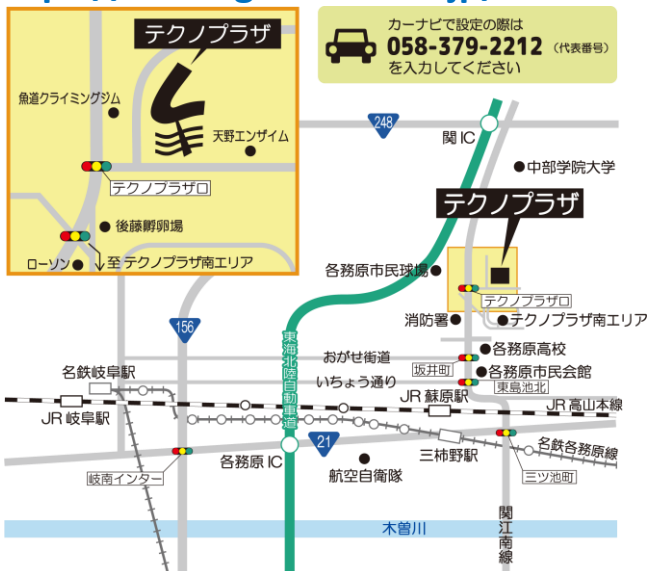 テクノプラザ
魚道クライミングジム
天野エンザイム
テクノプラザ口
後藤孵卵場
ローソン
至 テクノプラザ南エリア
カーナビで設定の際は
058-379-2212 (代表番号)
を入力してください
248
関 IC
中部学院大学
テクノプラザ
各務原市民球場
テクノプラザ口
消防署
テクノプラザ南エリア
156
東海北陸自動車道
おがせ街道
各務原高校
坂井町
各務原市民会館
名鉄岐阜駅
いちょう通り
東島池北
JR 蘇原駅
JR 高山本線
JR 岐阜駅
21
名鉄各務原線
各務原 IC
三柿野駅
岐南インター
航空自衛隊
三ツ池町
関江南線
木曽川